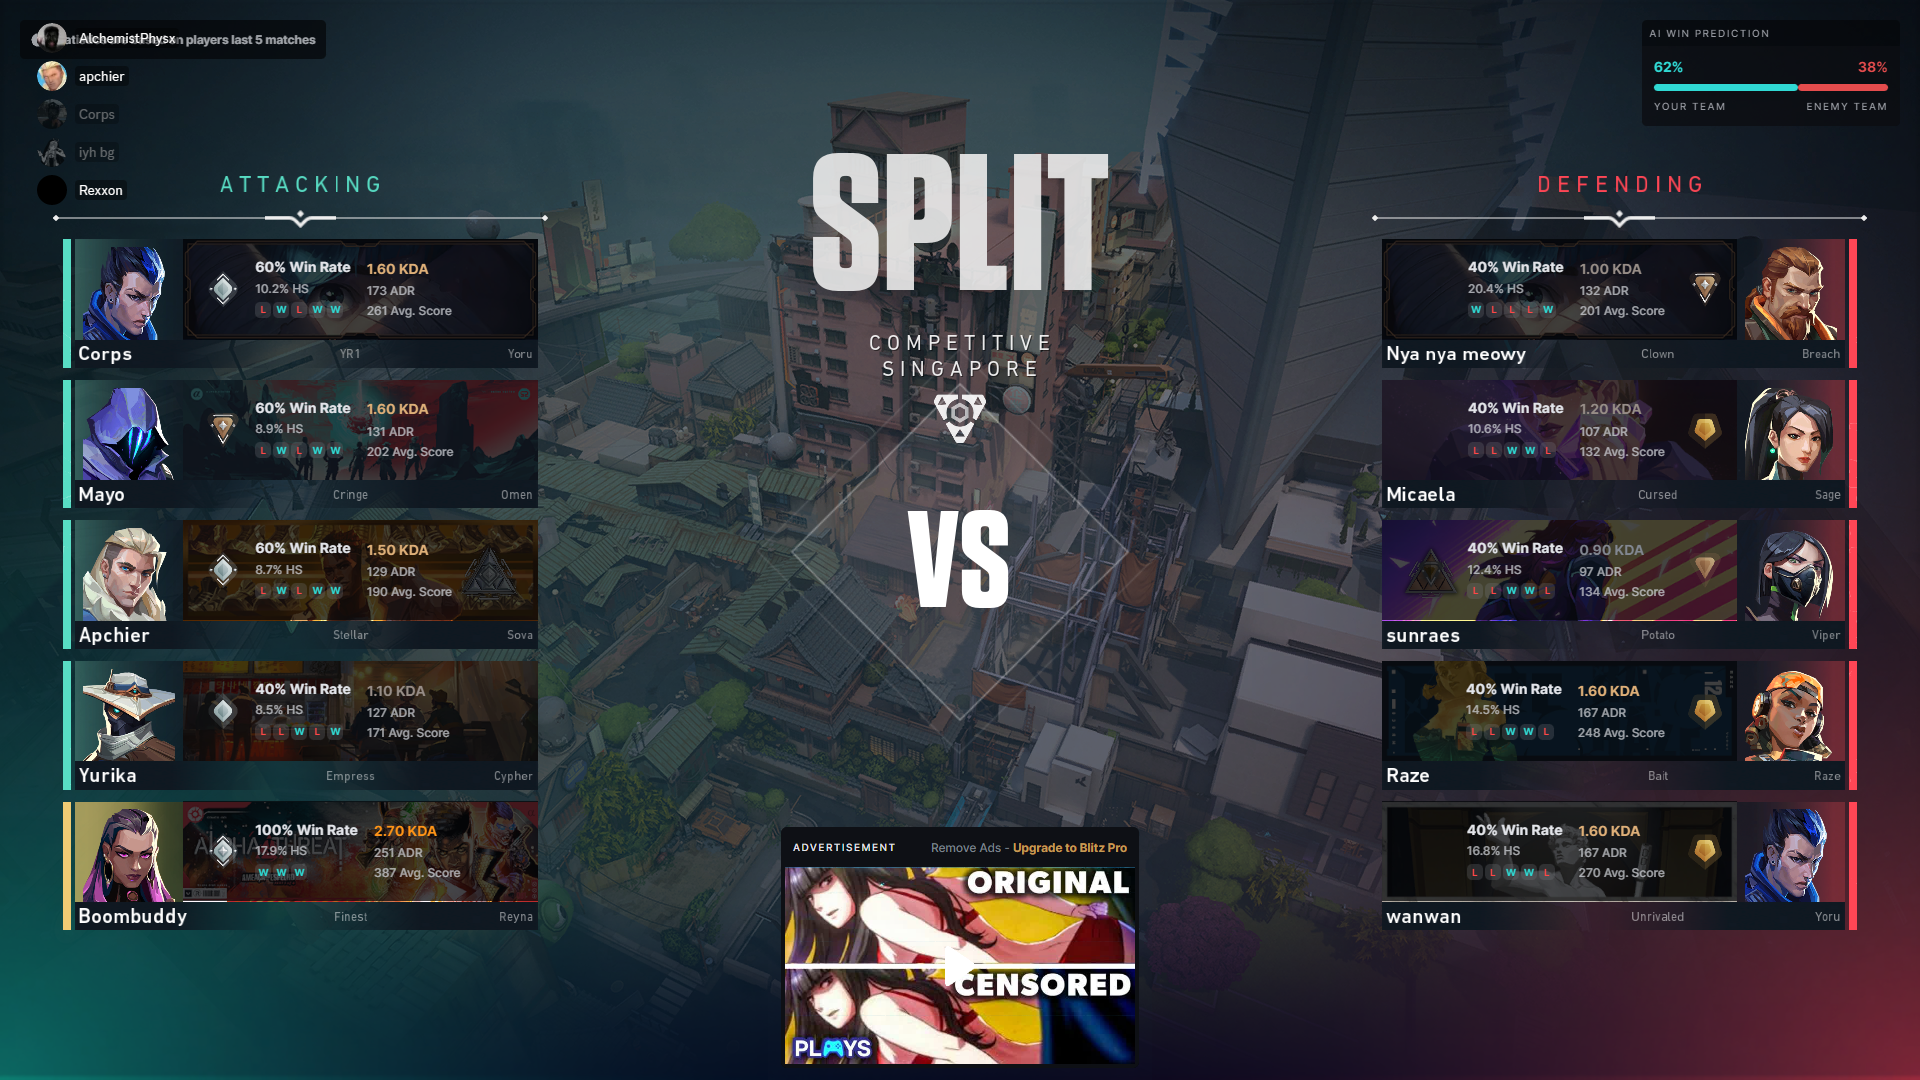 AlchemistPhysx
n players last 5 matches
apchier
Corps
iyh bg
Rexxon
AI WIN PREDICTION
62%
38%
YOUR TEAM
ENEMY TEAM
ATTACKING
SPLIT
DEFENDING
COMPETITIVE
SINGAPORE
VS
60% Win Rate
1.60 KDA
10.2% HS
173 ADR
L W L W W
261 Avg. Score
Corps
YR1
Yoru
60% Win Rate
1.60 KDA
8.9% HS
131 ADR
L W L W W
202 Avg. Score
Mayo
Cringe
Omen
60% Win Rate
1.50 KDA
8.7% HS
129 ADR
L W L W W
190 Avg. Score
Apchier
Stellar
Sova
40% Win Rate
1.10 KDA
8.5% HS
127 ADR
L L W L W
171 Avg. Score
Yurika
Empress
Cypher
100% Win Rate
2.70 KDA
17.9% HS
251 ADR
W W W
387 Avg. Score
Boombuddy
Finest
Reyna
40% Win Rate
1.00 KDA
20.4% HS
132 ADR
W L L L W
201 Avg. Score
Nya nya meowy
Clown
Breach
40% Win Rate
1.20 KDA
10.6% HS
107 ADR
L L W W L
132 Avg. Score
Micaela
Cursed
Sage
40% Win Rate
0.90 KDA
12.4% HS
97 ADR
L L W W L
134 Avg. Score
sunraes
Potato
Viper
40% Win Rate
1.60 KDA
14.5% HS
167 ADR
L L W W L
248 Avg. Score
Raze
Bait
Raze
40% Win Rate
1.60 KDA
16.8% HS
167 ADR
L L W W L
270 Avg. Score
wanwan
Unrivaled
Yoru
ADVERTISEMENT
Remove Ads - Upgrade to Blitz Pro
ORIGINAL
CENSORED
PLAYS